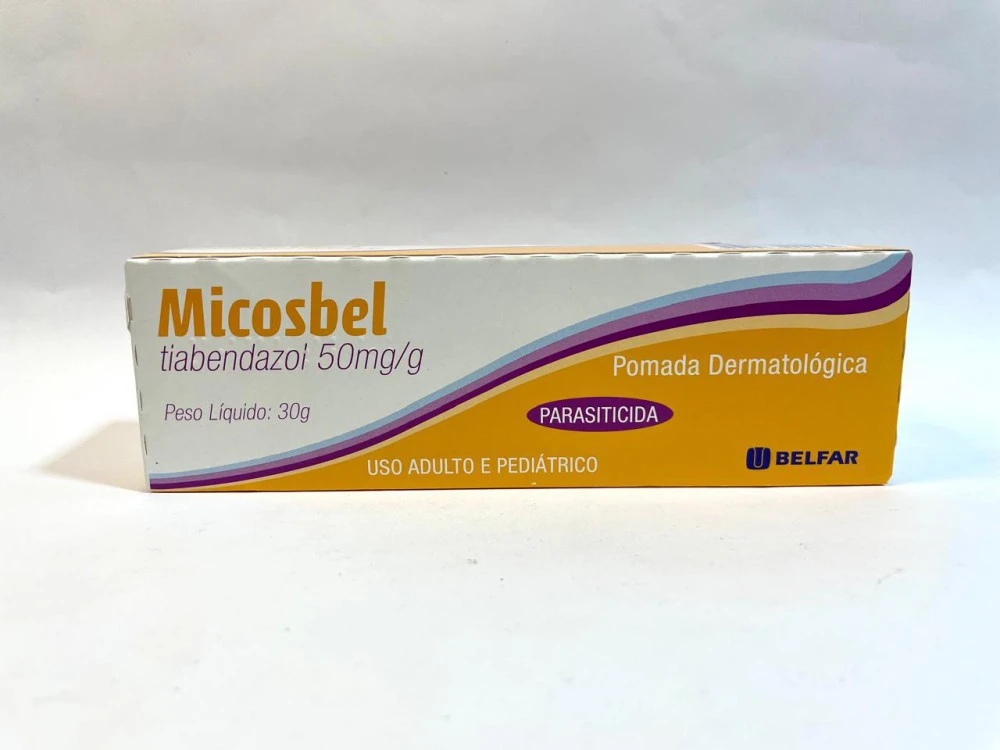 Micosbel
tiabendazol 50mg/g
Peso Líquido: 30g
Pomada Dermatológica
PARASITICIDA
USO ADULTO E PEDIÁTRICO
BELFAR